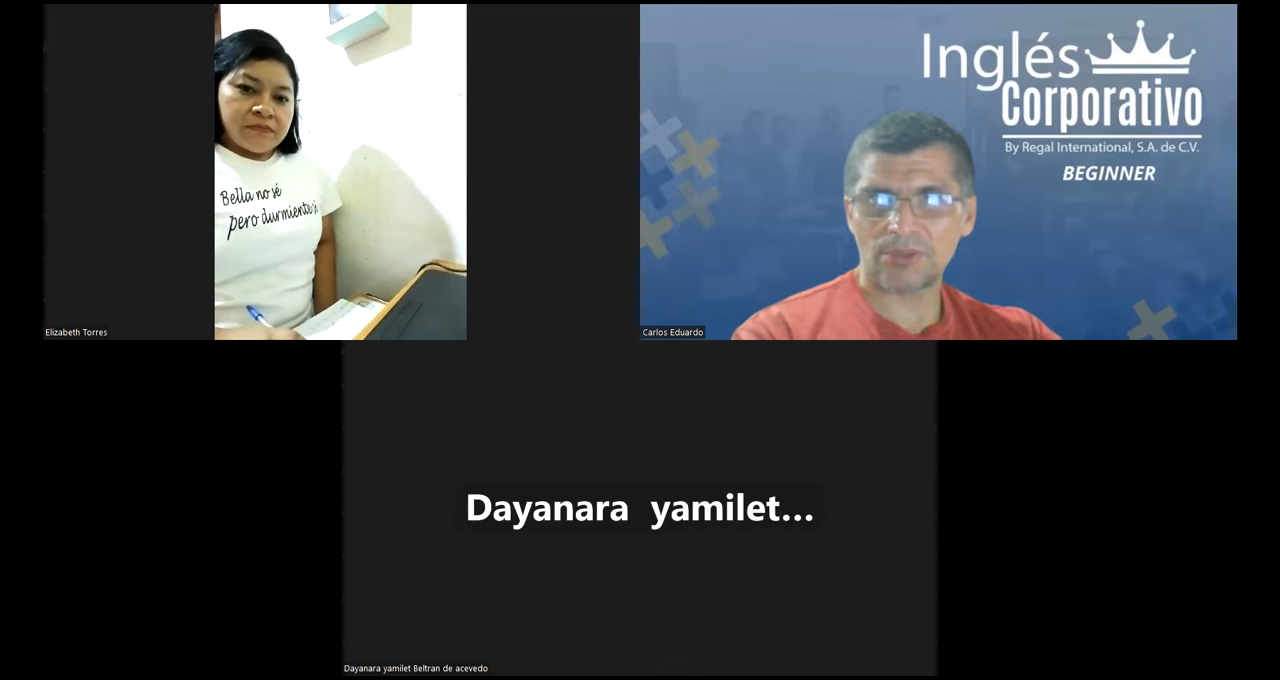 Bella no sé
pero durmiente sí
Elizabeth Torres
Inglés
Corporativo
By Regal International, S.A. de C.V.
BEGINNER
Carlos Eduardo
Dayanara yamilet...
Dayanara yamilet Beltran de acevedo